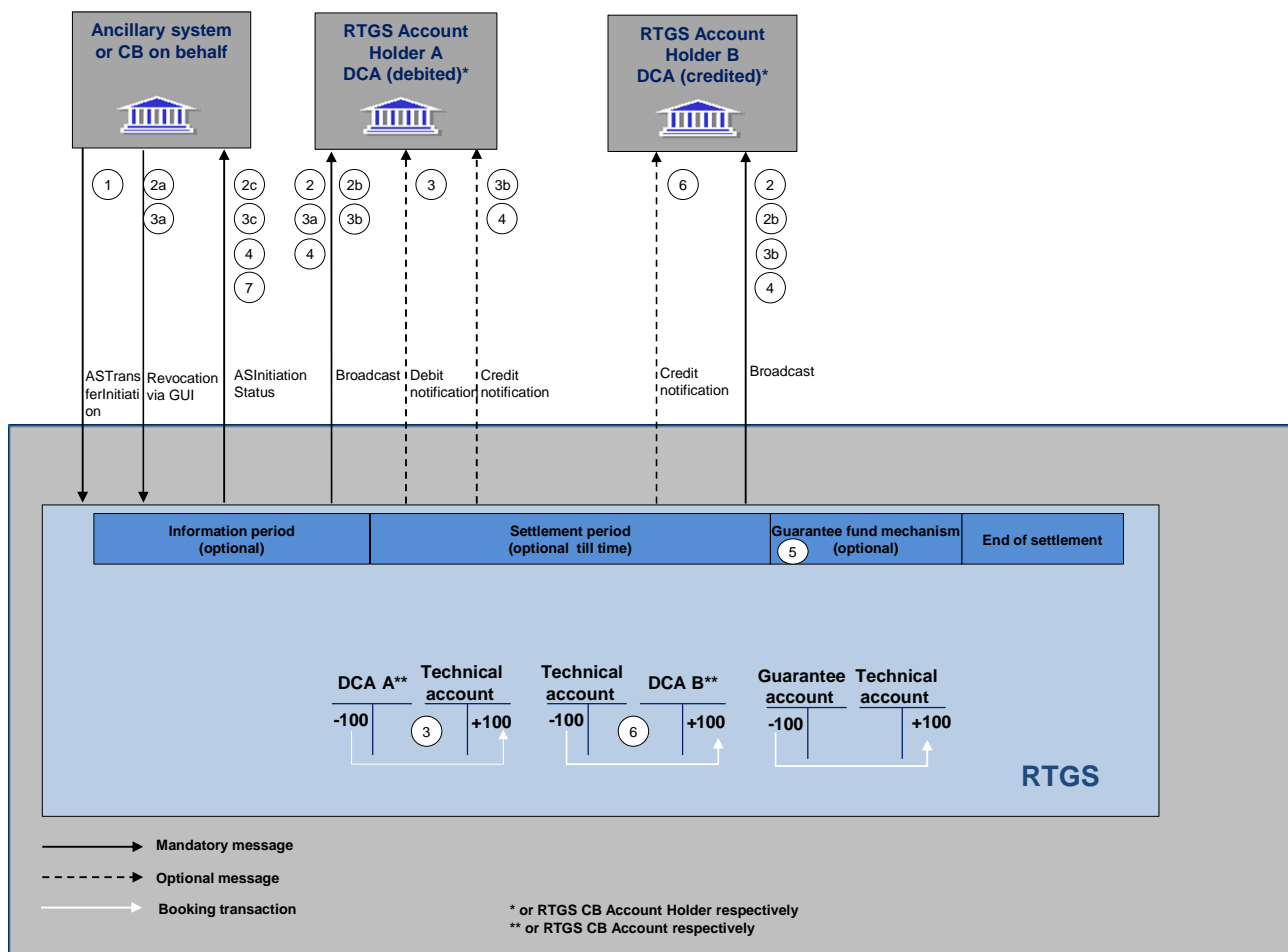 Ancillary system
or CB on behalf
RTGS Account
Holder A
DCA (debited)*
RTGS Account
Holder B
DCA (credited)*
1
2a
3a
2c
3c
4
7
2
3a
4
2b
3b
3
3b
4
6
2
2b
3b
4
ASTrans
ferInitiati
on
Revocation
via GUI
ASInitiation
Status
Broadcast
Debit
notification
Credit
notification
Credit
notification
Broadcast
Information period
(optional)
Settlement period
(optional till time)
Guarantee fund mechanism
(optional)
5
End of settlement
DCA A**
Technical
account
-100
3
+100
Technical
account
DCA B**
-100
6
+100
Guarantee
account
Technical
account
-100
+100
RTGS
Mandatory message
Optional message
Booking transaction
* or RTGS CB Account Holder respectively
** or RTGS CB Account respectively